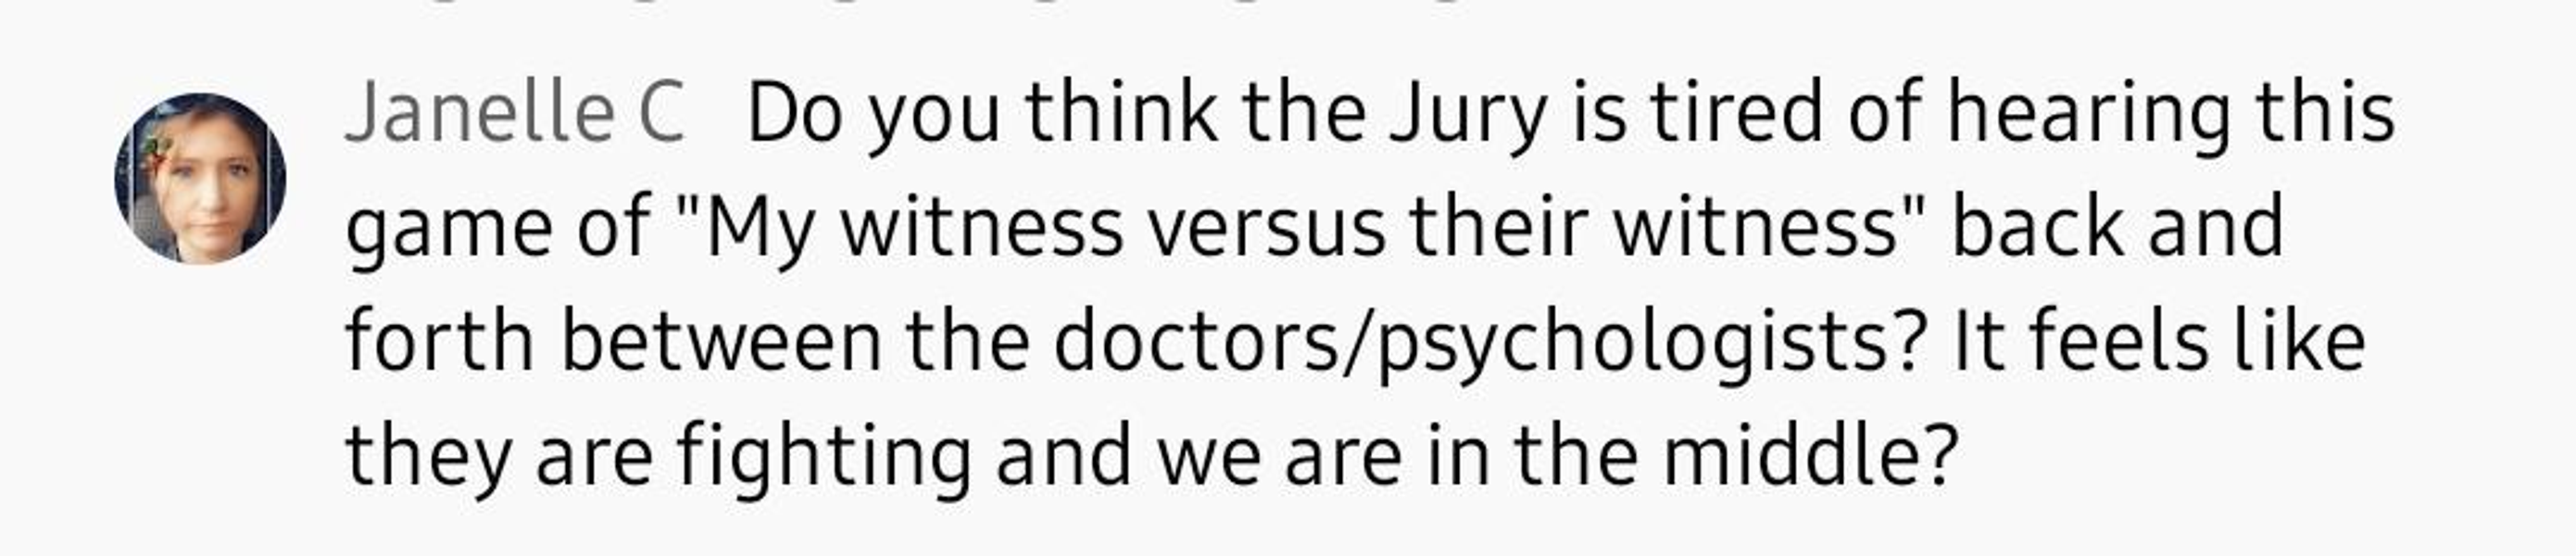 Janelle C Do you think the Jury is tired of hearing this
game of "My witness versus their witness" back and
forth between the doctors/psychologists? It feels like
they are fighting and we are in the middle?